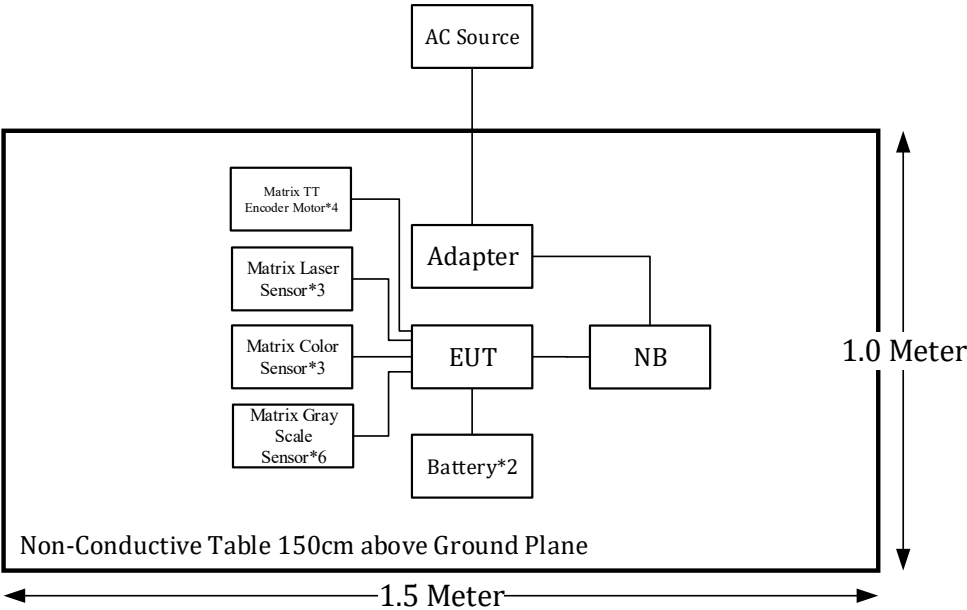 AC Source
Matrix TT
Encoder Motor*4
Adapter
Matrix Laser
Sensor*3
Matrix Color
Sensor*3
EUT
NB
1.0 Meter
Matrix Gray
Scale
Sensor*6
Battery*2
Non-Conductive Table 150cm above Ground Plane
1.5 Meter